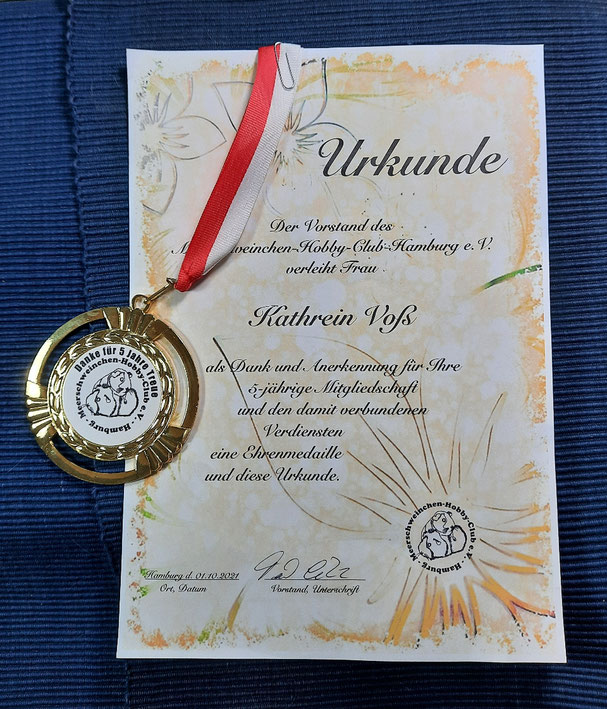 Urkunde
Der Vorstand des
M schweinchen-Hobby-Club-Hamburg e.V.
verleiht Frau
Kathrein Voß
als Dank und Anerkennung für Ihre
5-jährige Mitgliedschaft
und den damit verbundenen
Verdiensten
eine Ehrenmedaille
und diese Urkunde.
Hamburg d. 01.10.2021
Ort, Datum
Vorstand, Unterschrift
Meerschweinchen-Hobby-Club e.V. - Hamburg
Danke für 5 Jahre Treue
Meerschweinchen-Hobby-Club e.V. - Hamburg